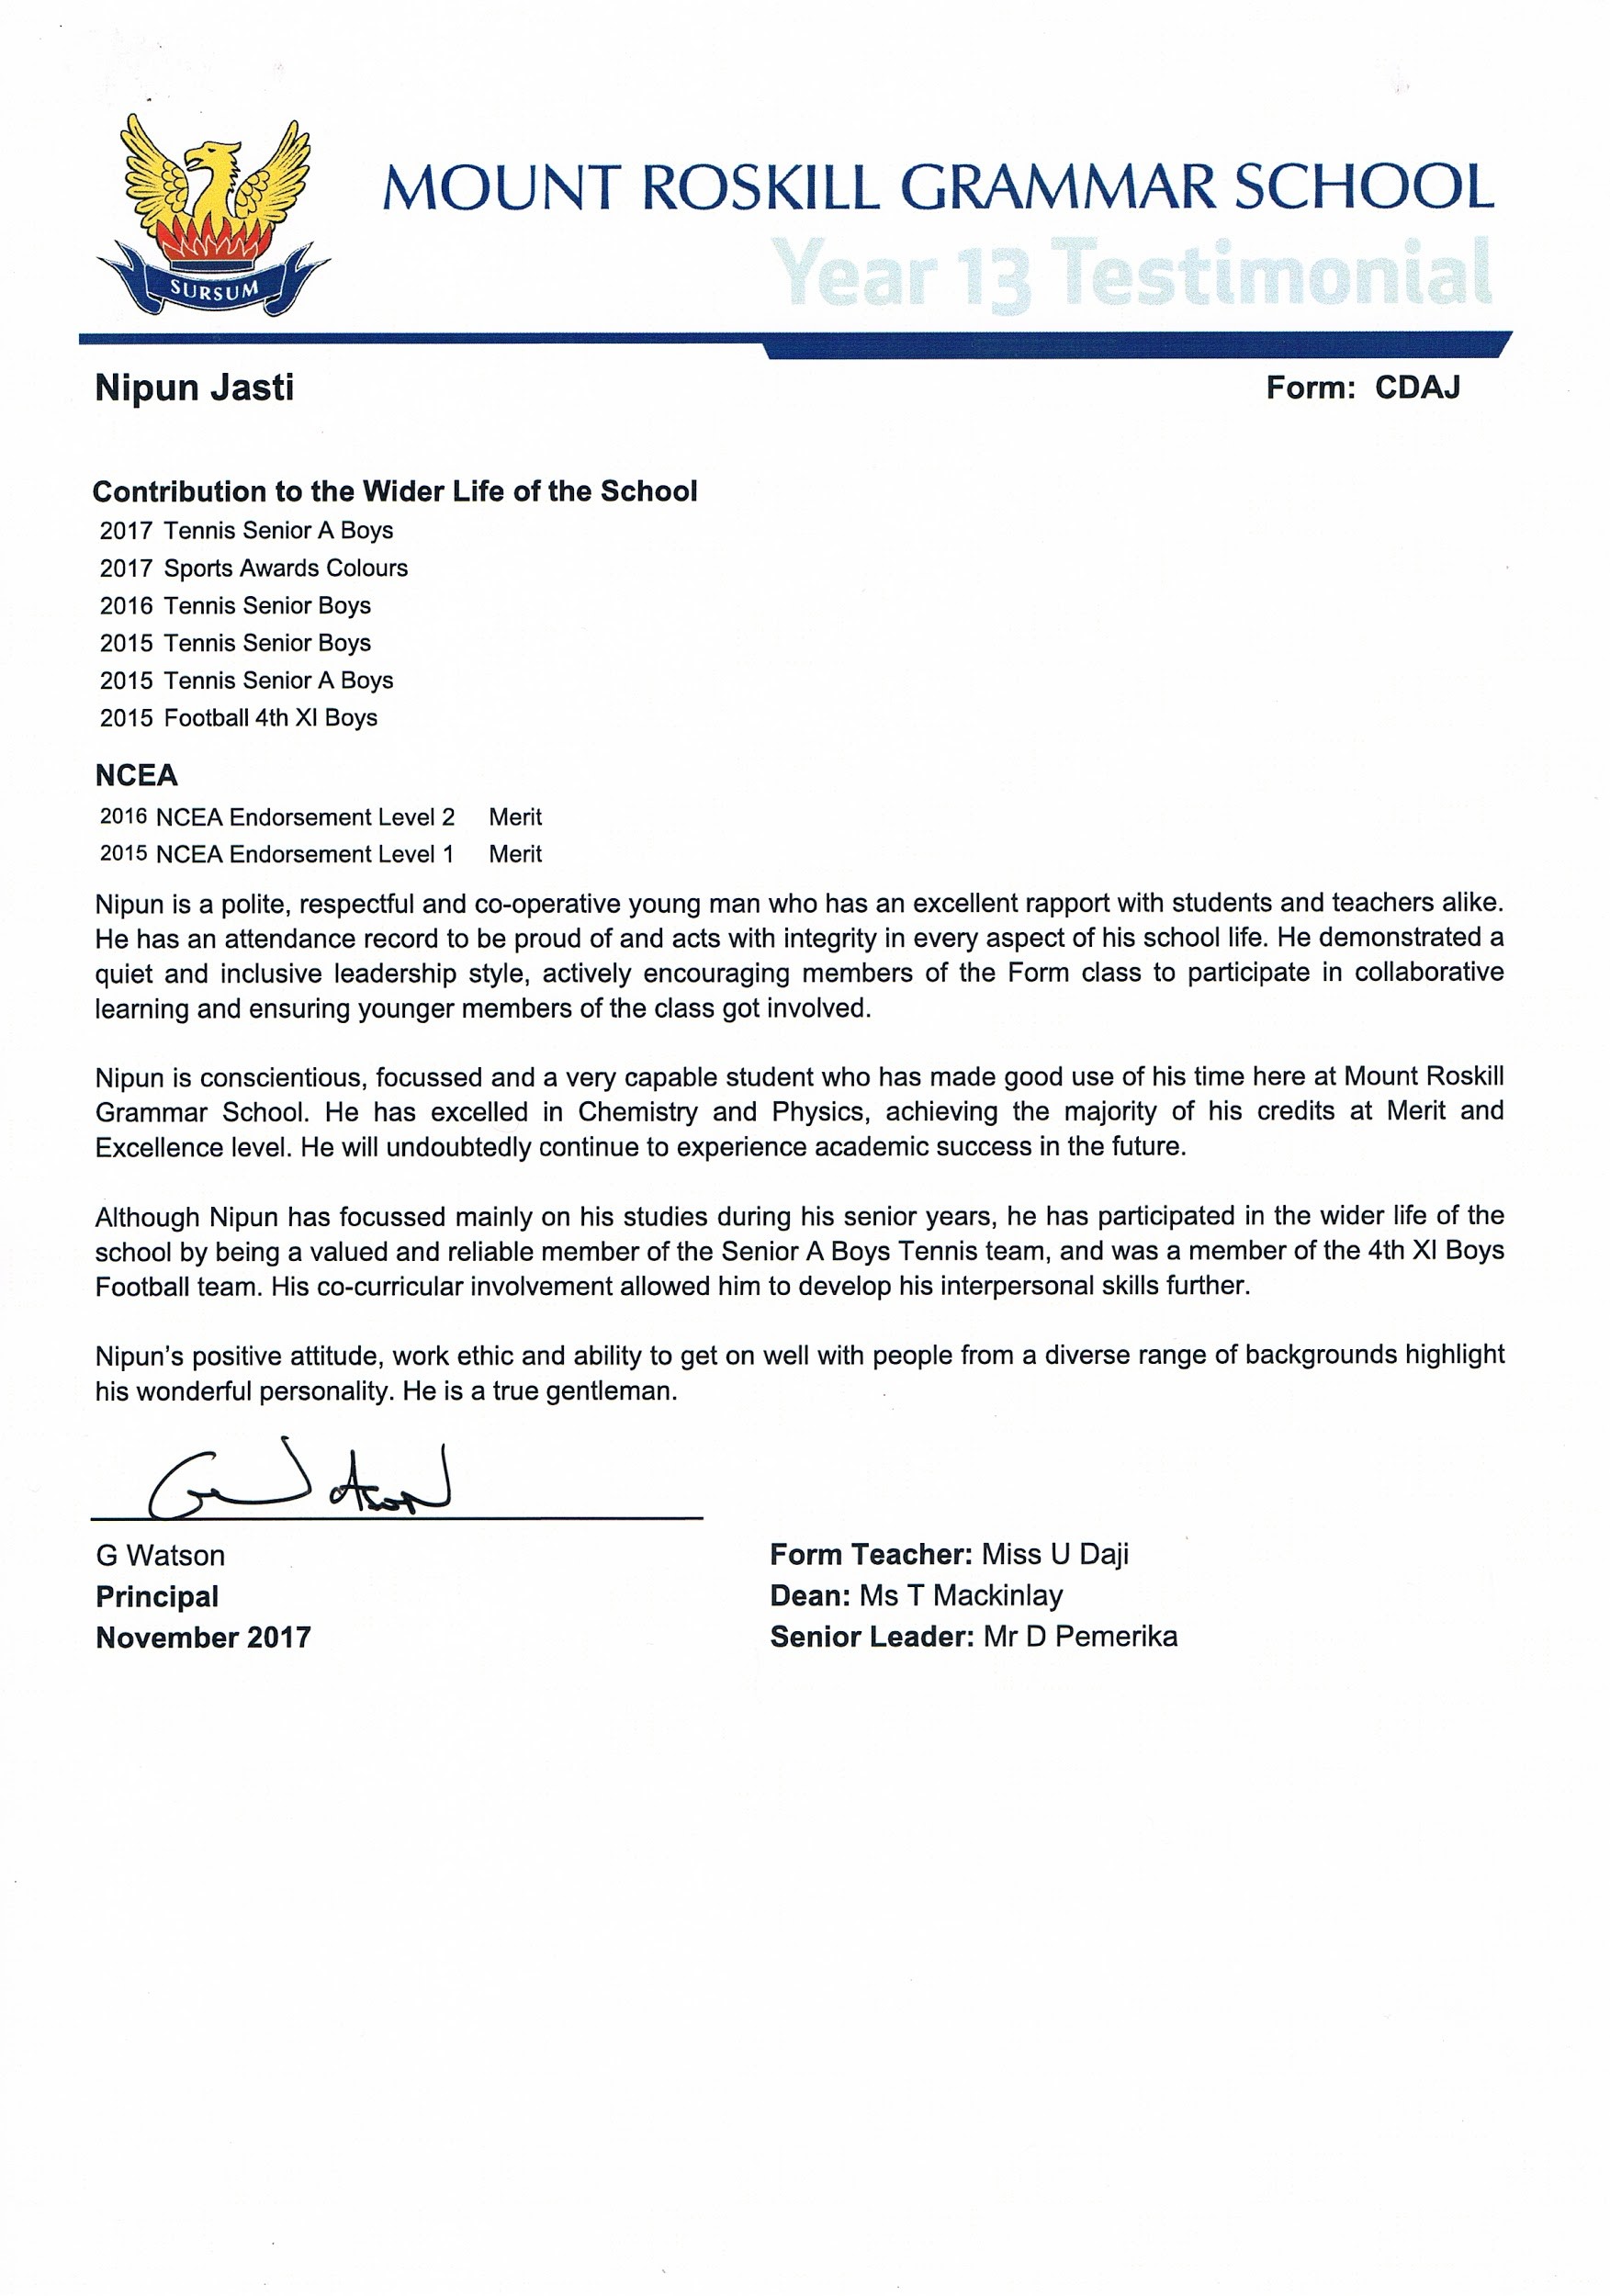 SURSUM
MOUNT ROSKILL GRAMMAR SCHOOL
Year 13 Testimonial
Nipun Jasti Form: CDAJ
Contribution to the Wider Life of the School
2017 Tennis Senior A Boys
2017 Sports Awards Colours
2016 Tennis Senior Boys
2015 Tennis Senior Boys
2015 Tennis Senior A Boys
2015 Football 4th XI Boys
NCEA
2016 NCEA Endorsement Level 2 Merit
2015 NCEA Endorsement Level 1 Merit
Nipun is a polite, respectful and co-operative young man who has an excellent rapport with students and teachers alike.
He has an attendance record to be proud of and acts with integrity in every aspect of his school life. He demonstrated a
quiet and inclusive leadership style, actively encouraging members of the Form class to participate in collaborative
learning and ensuring younger members of the class got involved.
Nipun is conscientious, focussed and a very capable student who has made good use of his time here at Mount Roskill
Grammar School. He has excelled in Chemistry and Physics, achieving the majority of his credits at Merit and
Excellence level. He will undoubtedly continue to experience academic success in the future.
Although Nipun has focussed mainly on his studies during his senior years, he has participated in the wider life of the
school by being a valued and reliable member of the Senior A Boys Tennis team, and was a member of the 4th XI Boys
Football team. His co-curricular involvement allowed him to develop his interpersonal skills further.
Nipun's positive attitude, work ethic and ability to get on well with people from a diverse range of backgrounds highlight
his wonderful personality. He is a true gentleman.
G Watson
Principal
November 2017
Form Teacher: Miss U Daji
Dean: Ms T Mackinlay
Senior Leader: Mr D Pemerika